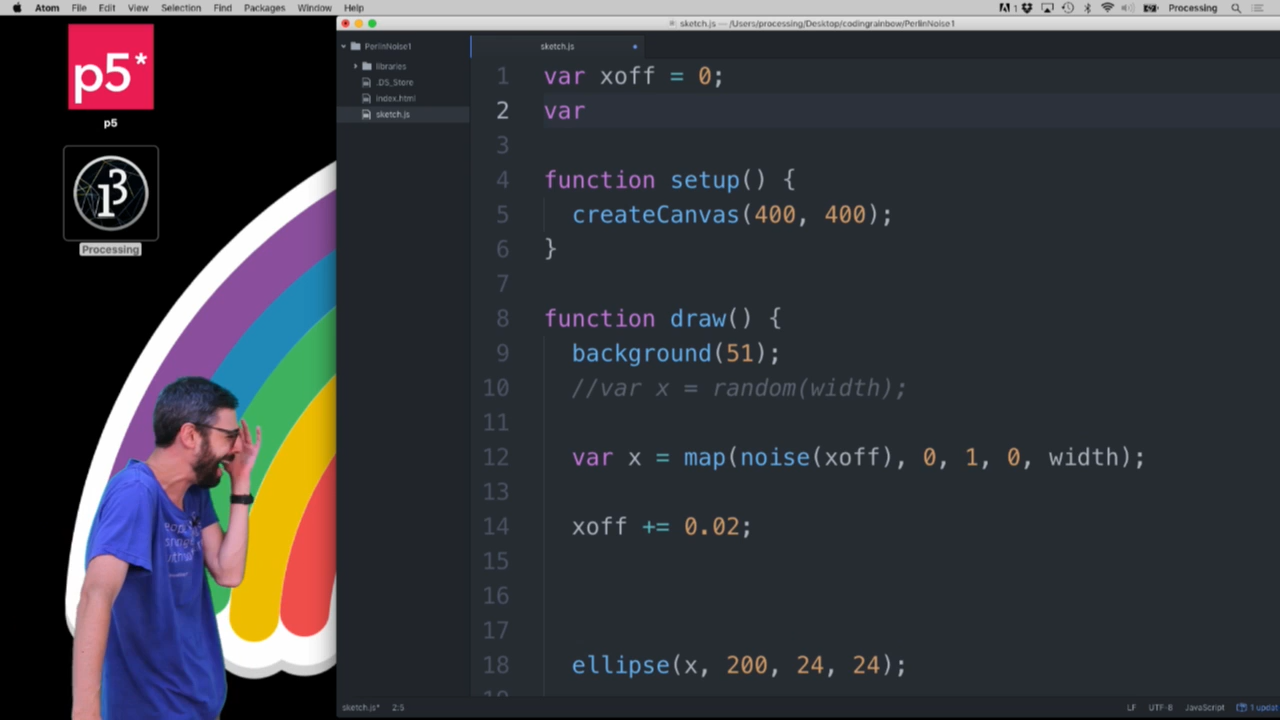 Atom File Edit View Selection Find Packages Window Help
1
Processing
sketch.js — /Users/processing/Desktop/codingrainbow/PerlinNoise1
p5*
p5
Processing
PerlinNoise1
libraries
.DS_Store
index.html
sketch.js
sketch.js
1 var xoff = 0;
2 var
3
4 function setup() {
5 createCanvas(400, 400);
6 }
7
8 function draw() {
9 background(51);
10 //var x = random(width);
11
12 var x = map(noise(xoff), 0, 1, 0, width);
13
14 xoff += 0.02;
15
16
17
18 ellipse(x, 200, 24, 24);
19
sketch.js* 2:5
LF UTF-8 JavaScript 1 updat